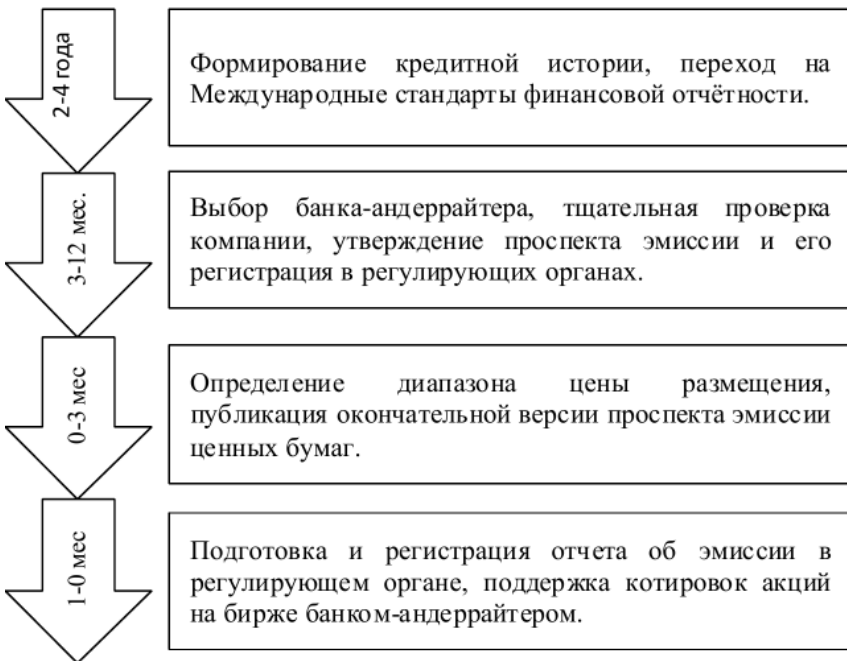 2-4 года
Формирование кредитной истории, переход на
Международные стандарты финансовой отчётности.
3-12 мес.
Выбор банка-андеррайтера, тщательная проверка
компании, утверждение проспекта эмиссии и его
регистрация в регулирующих органах.
0-3 мес
Определение диапазона цены размещения,
публикация окончательной версии проспекта эмиссии
ценных бумаг.
1-0 мес
Подготовка и регистрация отчета об эмиссии в
регулирующем органе, поддержка котировок акций
на бирже банком-андеррайтером.